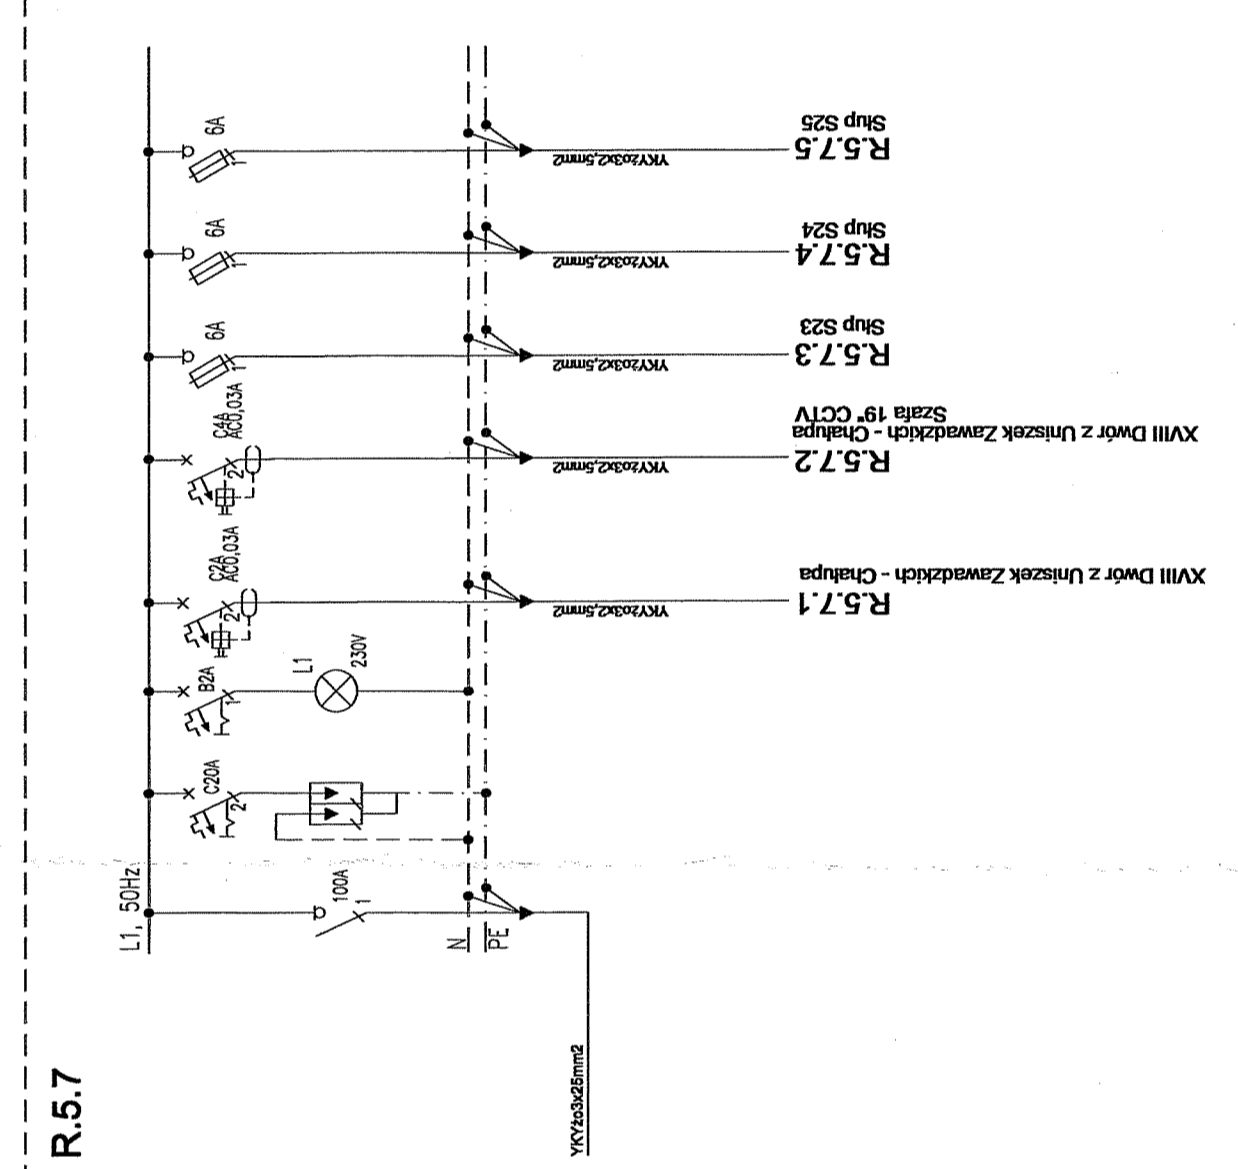 R.5.7
YKYżo3x25mm2
L1, 50Hz
N
PE
100A
1
C20A
2
B2A
1
L1
230V
C2A
AC0,03A
2
YKYżo3x2,5mm2
R.5.7.1
XVIII Dwór z Uniszek Zawadzkich - Chałupa
C4A
AC0,03A
2
YKYżo3x2,5mm2
R.5.7.2
XVIII Dwór z Uniszek Zawadzkich - Chałupa
Szafa 19" CCTV
6A
1
YKYżo3x2,5mm2
R.5.7.3
Słup S23
6A
1
YKYżo3x2,5mm2
R.5.7.4
Słup S24
6A
1
YKYżo3x2,5mm2
R.5.7.5
Słup S25